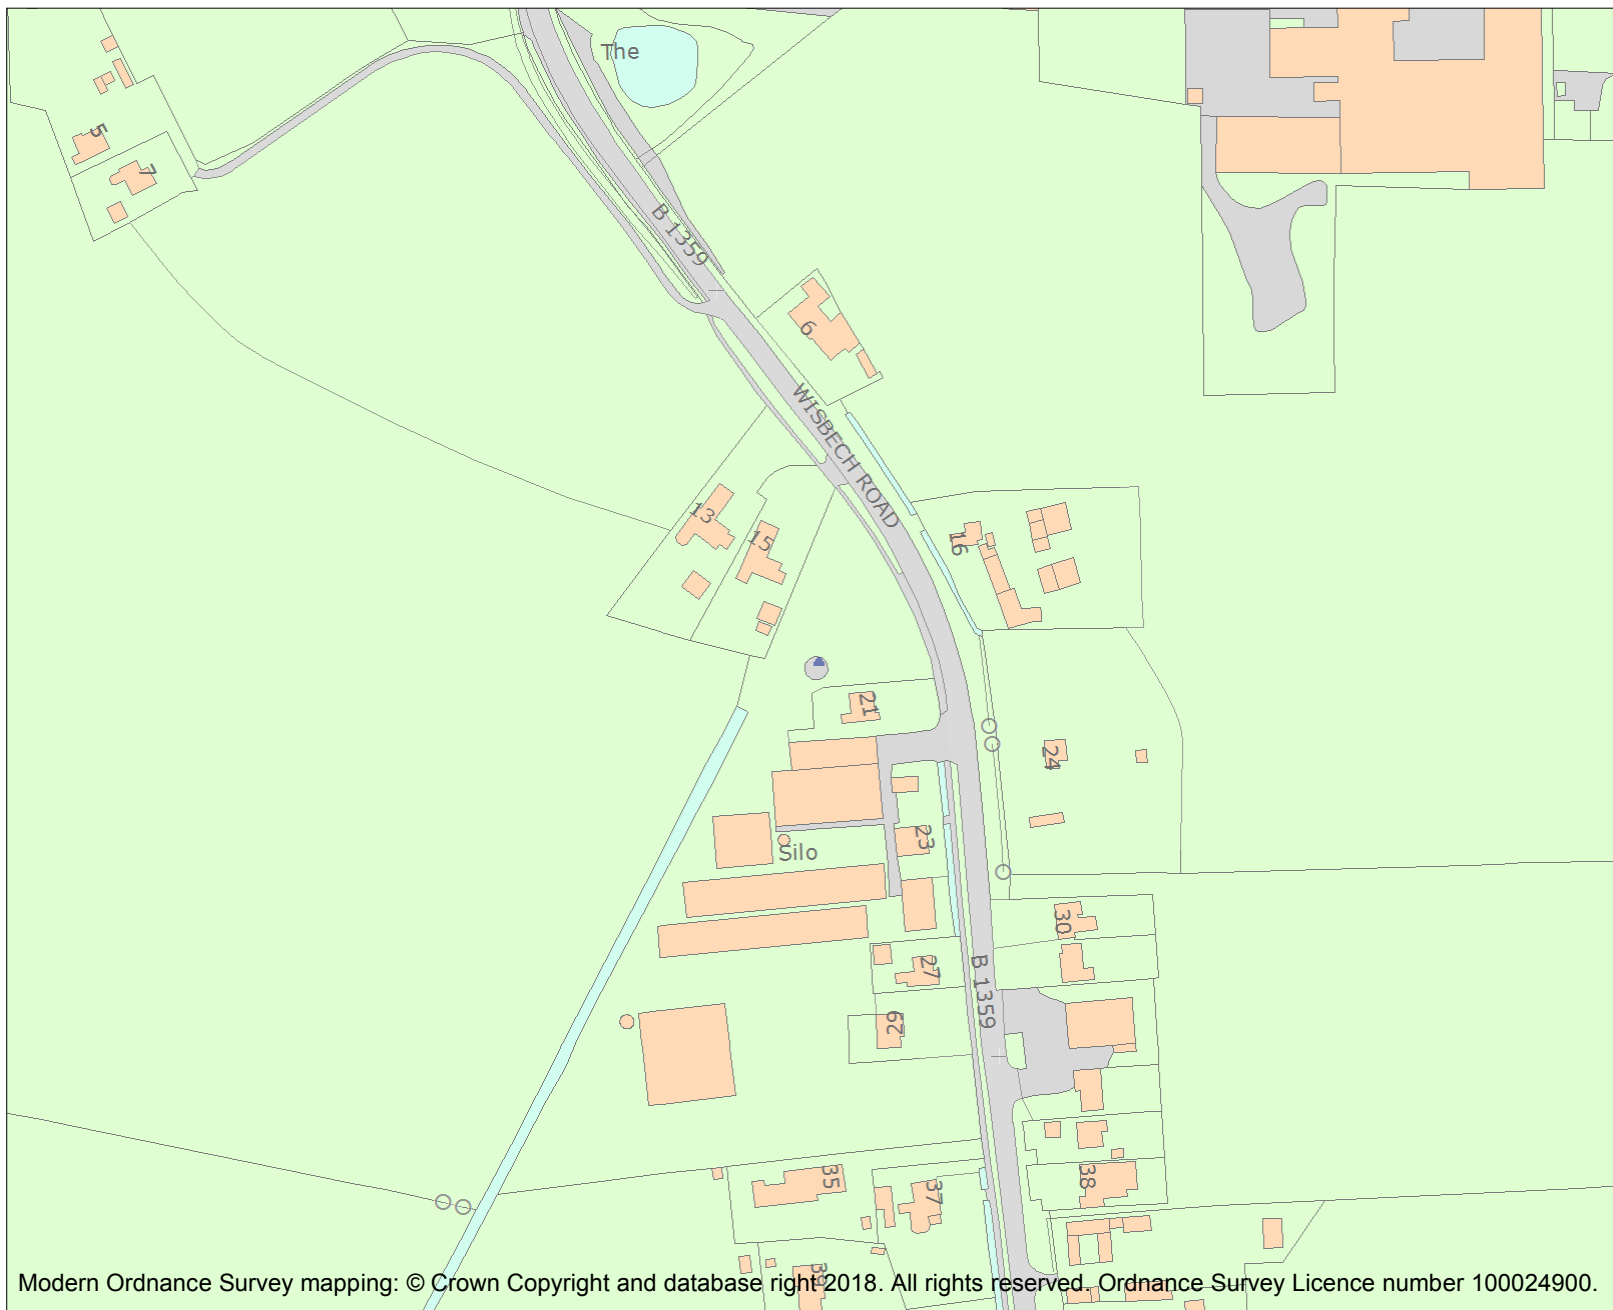 The
5
7
B 1359
6
WISBECH ROAD
13
15
16
21
24
23
Silo
30
27
B 1359
29
35
37
38
39
Modern Ordnance Survey mapping: © Crown Copyright and database right 2018. All rights reserved. Ordnance Survey Licence number 100024900.